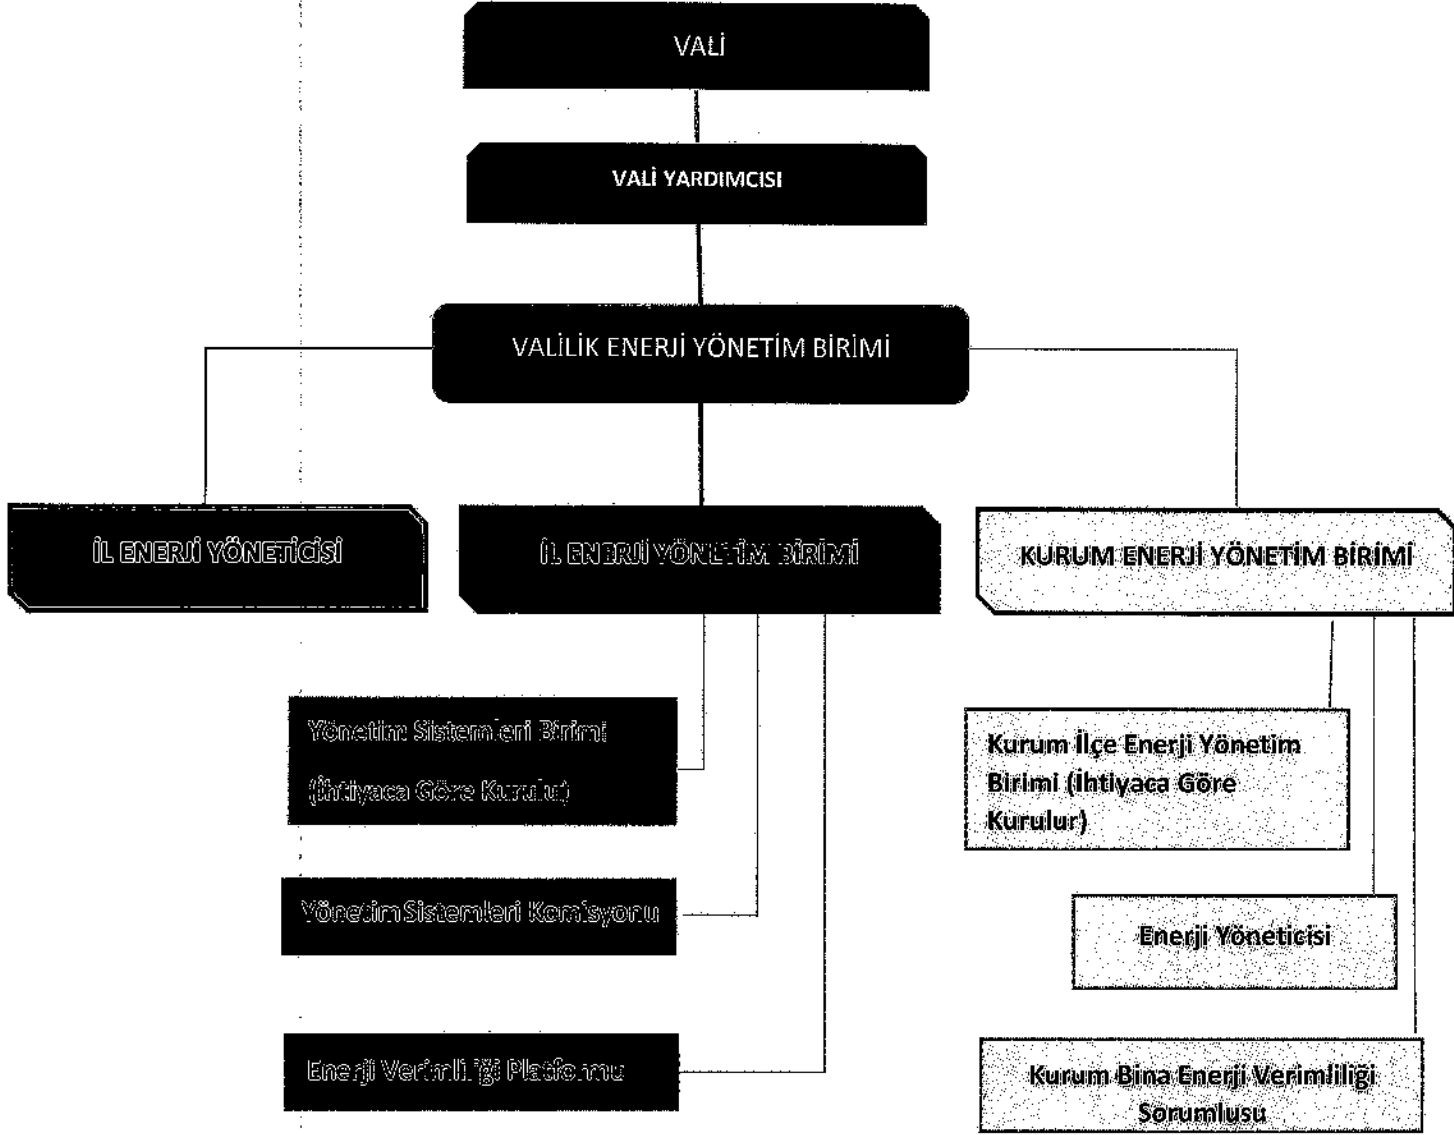 VALİ
VALİ YARDIMCISI
VALİLİK ENERJİ YÖNETİM BİRİMİ
İL ENERJİ YÖNETİCİSİ
İL ENERJİ YÖNETİM BİRİMİ
KURUM ENERJİ YÖNETİM BİRİMİ
Yönetim Sistemleri Birimi
(İhtiyaca Göre Kurulur)
Yönetim Sistemleri Komisyonu
Enerji Verimliliği Platformu
Kurum İlçe Enerji Yönetim
Birimi (İhtiyaca Göre
Kurulur)
Enerji Yöneticisi
Kurum Bina Enerji Verimliliği
Sorumlusu